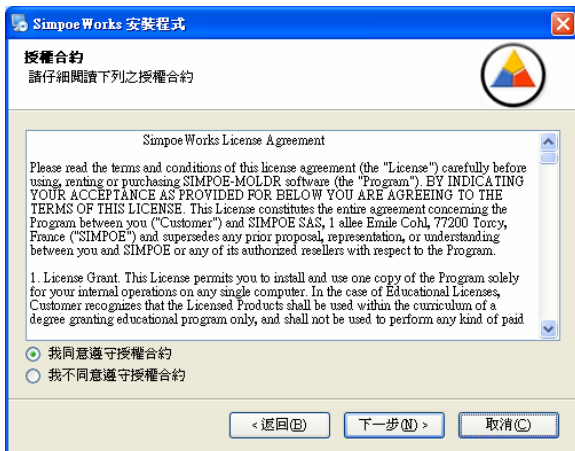 SimpoeWorks 安裝程式
授權合約
請仔細閱讀下列之授權合約
SimpoeWorks License Agreement
Please read the terms and conditions of this license agreement (the "License") carefully before
using, renting or purchasing SIMPOE-MOLDR software (the "Program"). BY INDICATING
YOUR ACCEPTANCE AS PROVIDED FOR BELOW YOU ARE AGREEING TO THE
TERMS OF THIS LICENSE. This License constitutes the entire agreement concerning the
Program between you ("Customer") and SIMPOE SAS, 1 allee Emile Cohl, 77200 Torcy,
France ("SIMPOE") and supersedes any prior proposal, representation, or understanding
between you and SIMPOE or any of its authorized resellers with respect to the Program.
1. License Grant. This License permits you to install and use one copy of the Program solely
for your internal operations on any single computer. In the case of Educational Licenses,
Customer recognizes that the Licensed Products shall be used within the curriculum of a
degree granting educational program only, and shall not be used to perform any kind of paid
我同意遵守授權合約
我不同意遵守授權合約
<返回(B) 下一步(N)> 取消(C)